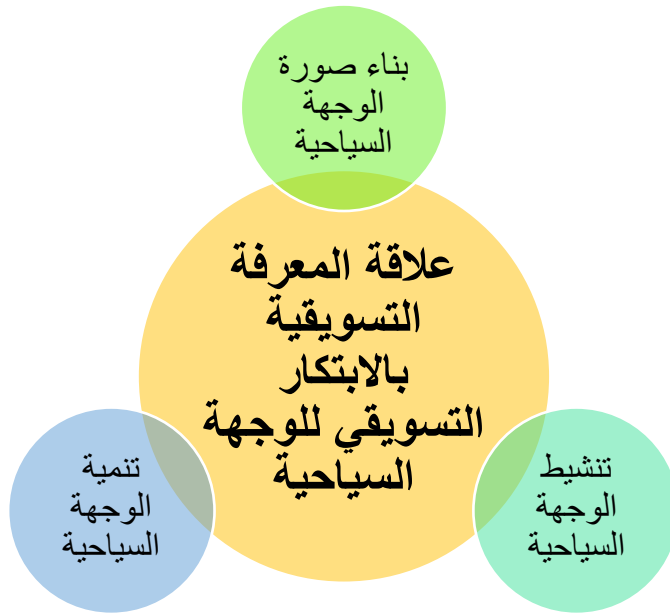 بناء صورة
الوجهة
السياحية
علاقة المعرفة
التسويقية
بالابتكار
التسويقي للوجهة
السياحية
تنشيط
الوجهة
السياحية
تنمية
الوجهة
السياحية